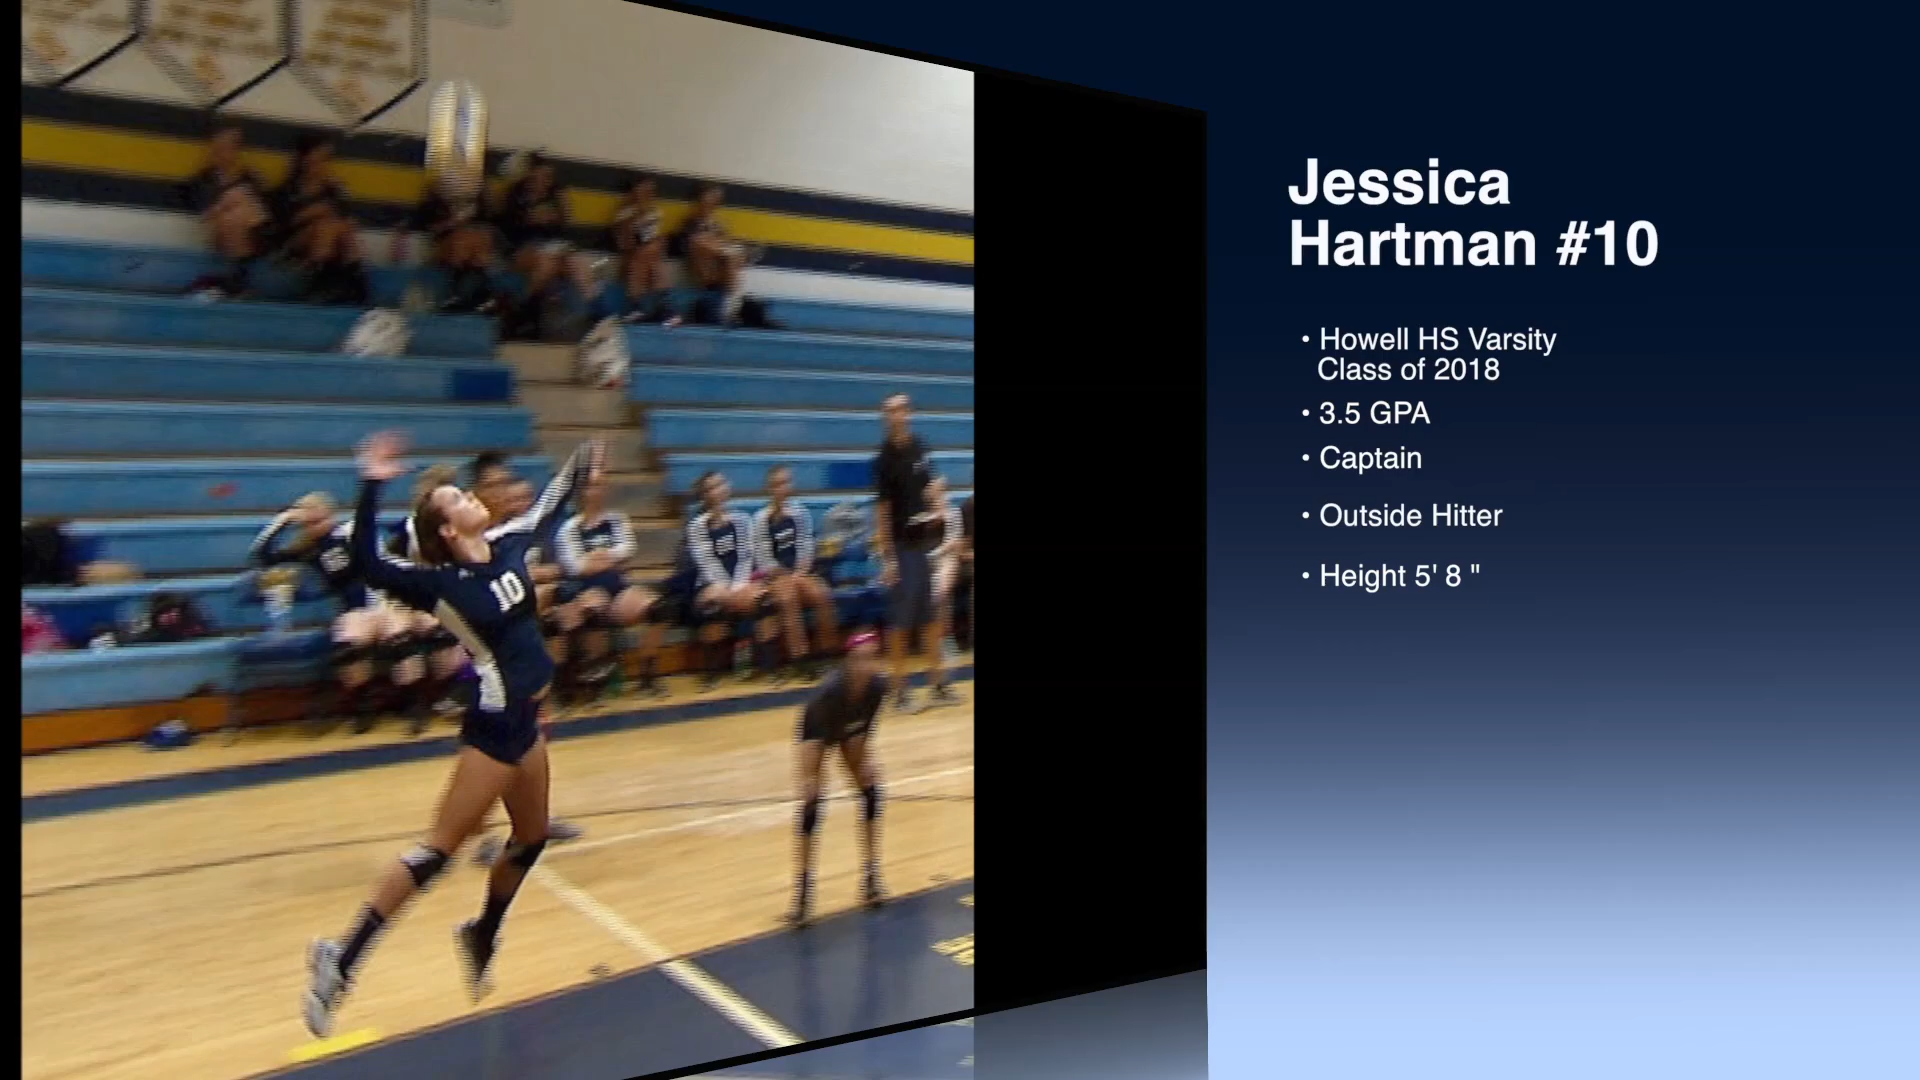 Jessica
Hartman #10
• Howell HS Varsity
Class of 2018
• 3.5 GPA
• Captain
• Outside Hitter
• Height 5' 8 "
10